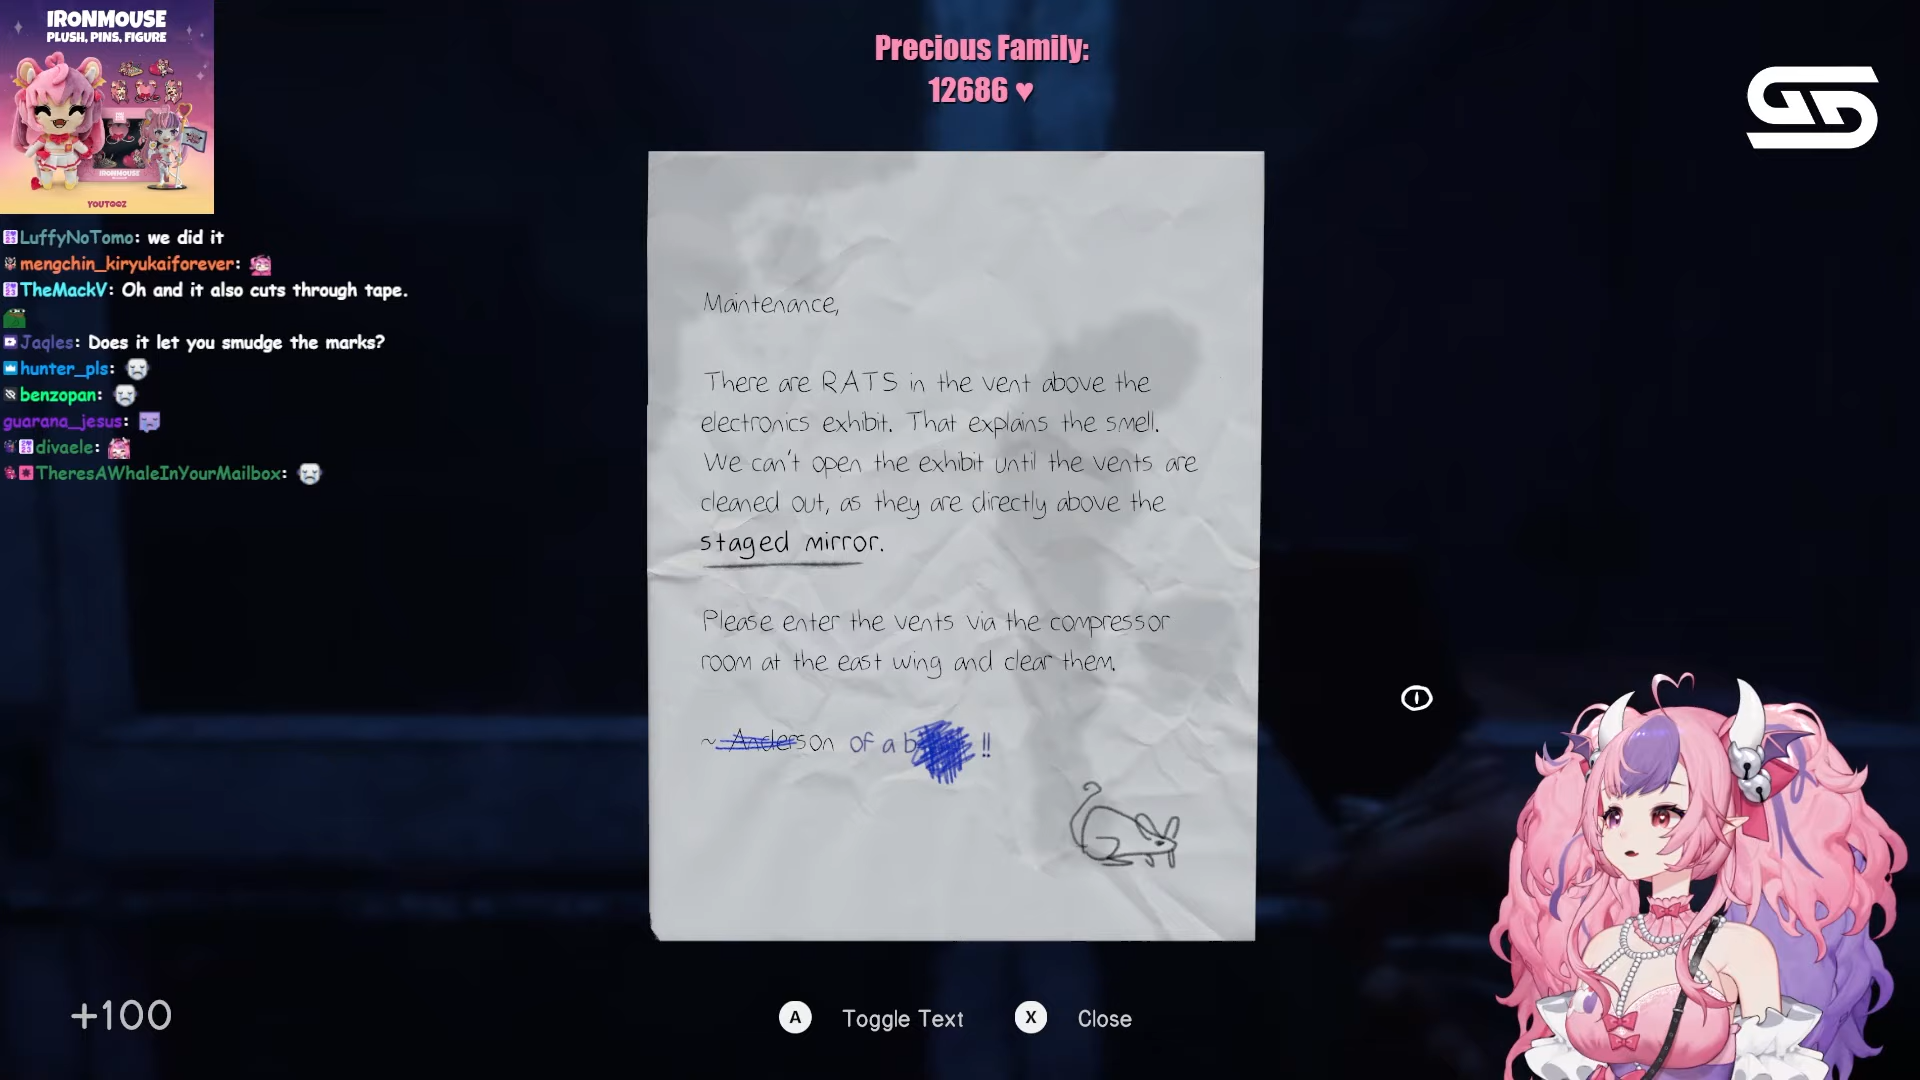 IRONMOUSE
PLUSH, PINS, FIGURE
IRONMOUSE
YOUTOOZ
Precious Family:
12686 ♥
LuffyNoTomo: we did it
mengchin_kiryukaiforever:
TheMackV: Oh and it also cuts through tape.
Jaqles: Does it let you smudge the marks?
hunter_pls:
benzopan:
guarana_jesus:
divaele:
TheresAWhaleInYourMailbox:
Maintenance,
There are RATS in the vent above the
electronics exhibit. That explains the smell.
We can't open the exhibit until the vents are
cleaned out, as they are directly above the
staged mirror.
Please enter the vents via the compressor
room at the east wing and clear them.
~ Anderson of a b !!
+100
A Toggle Text X Close